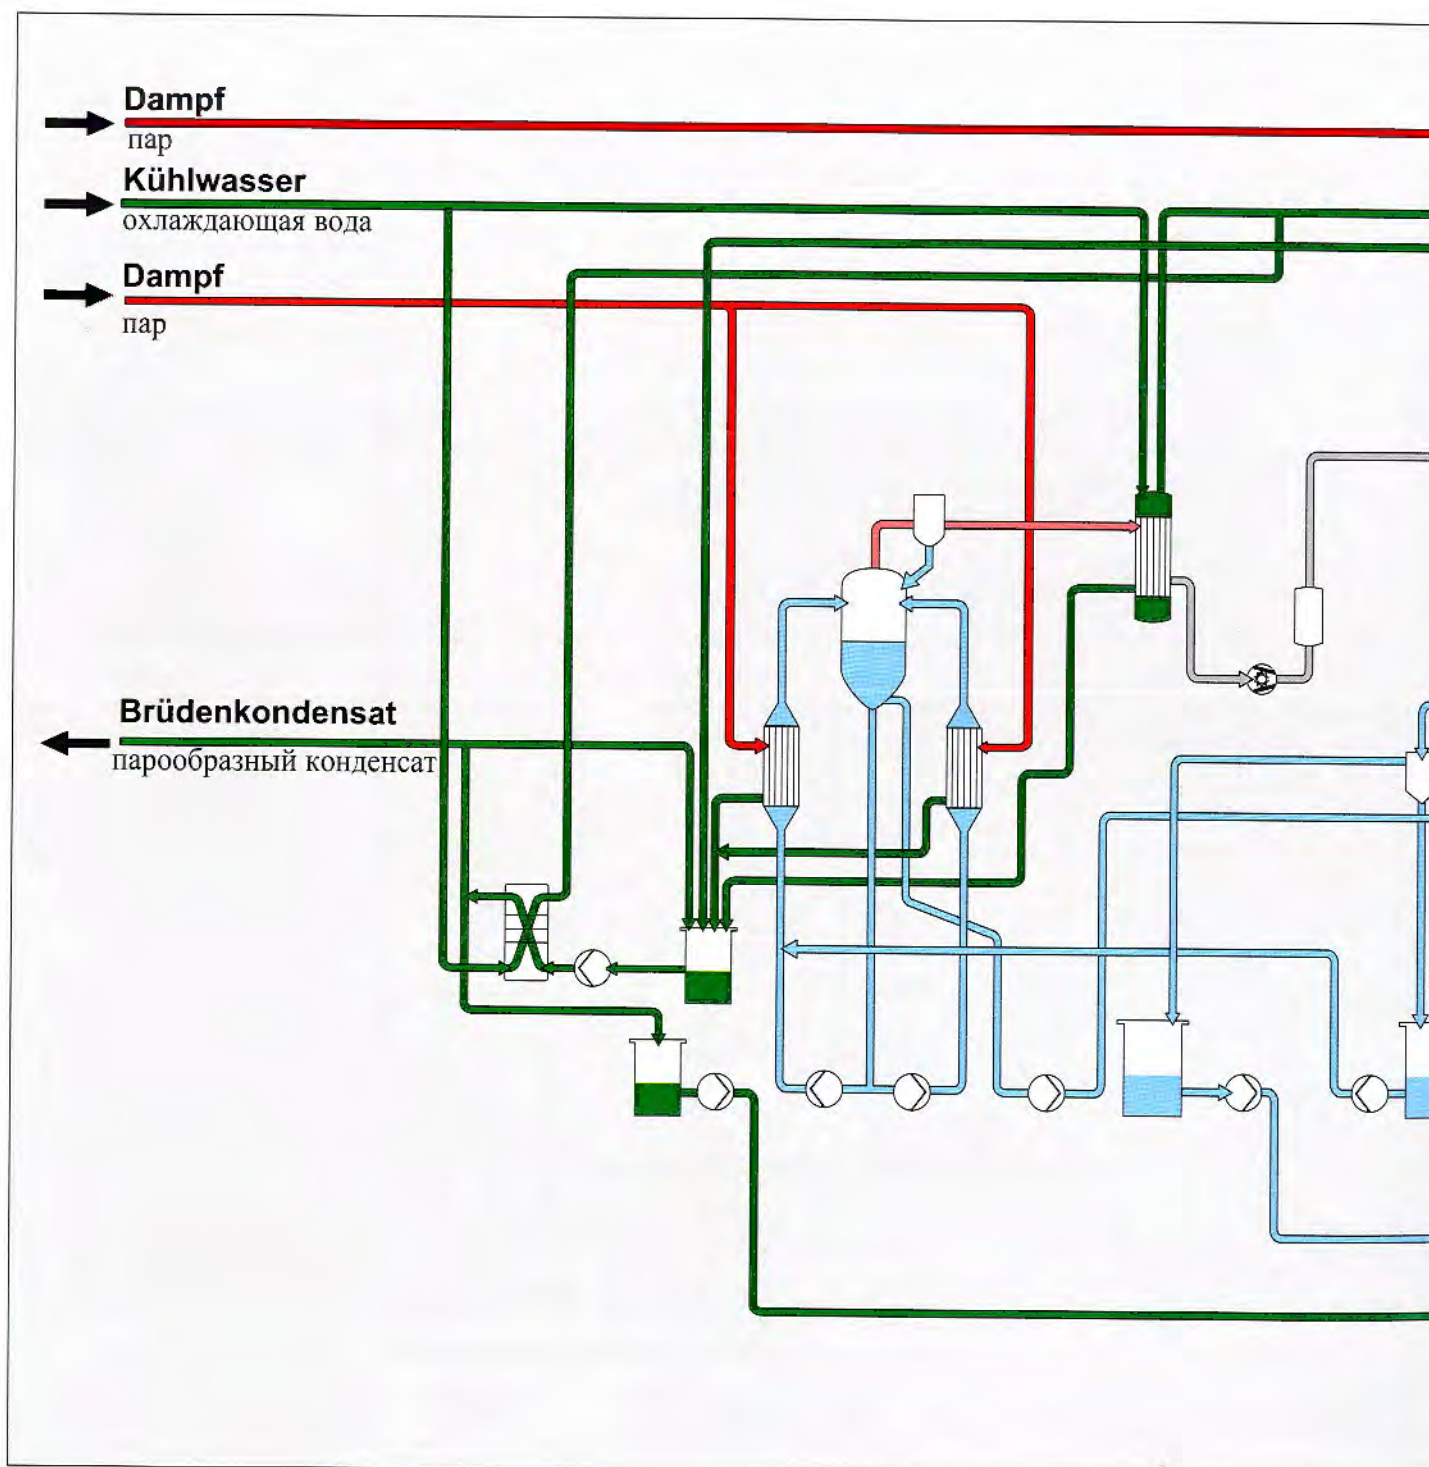 Dampf
пар
Kühlwasser
охлаждающая вода
Dampf
пар
Brüdenkondensat
парообразный конденсат